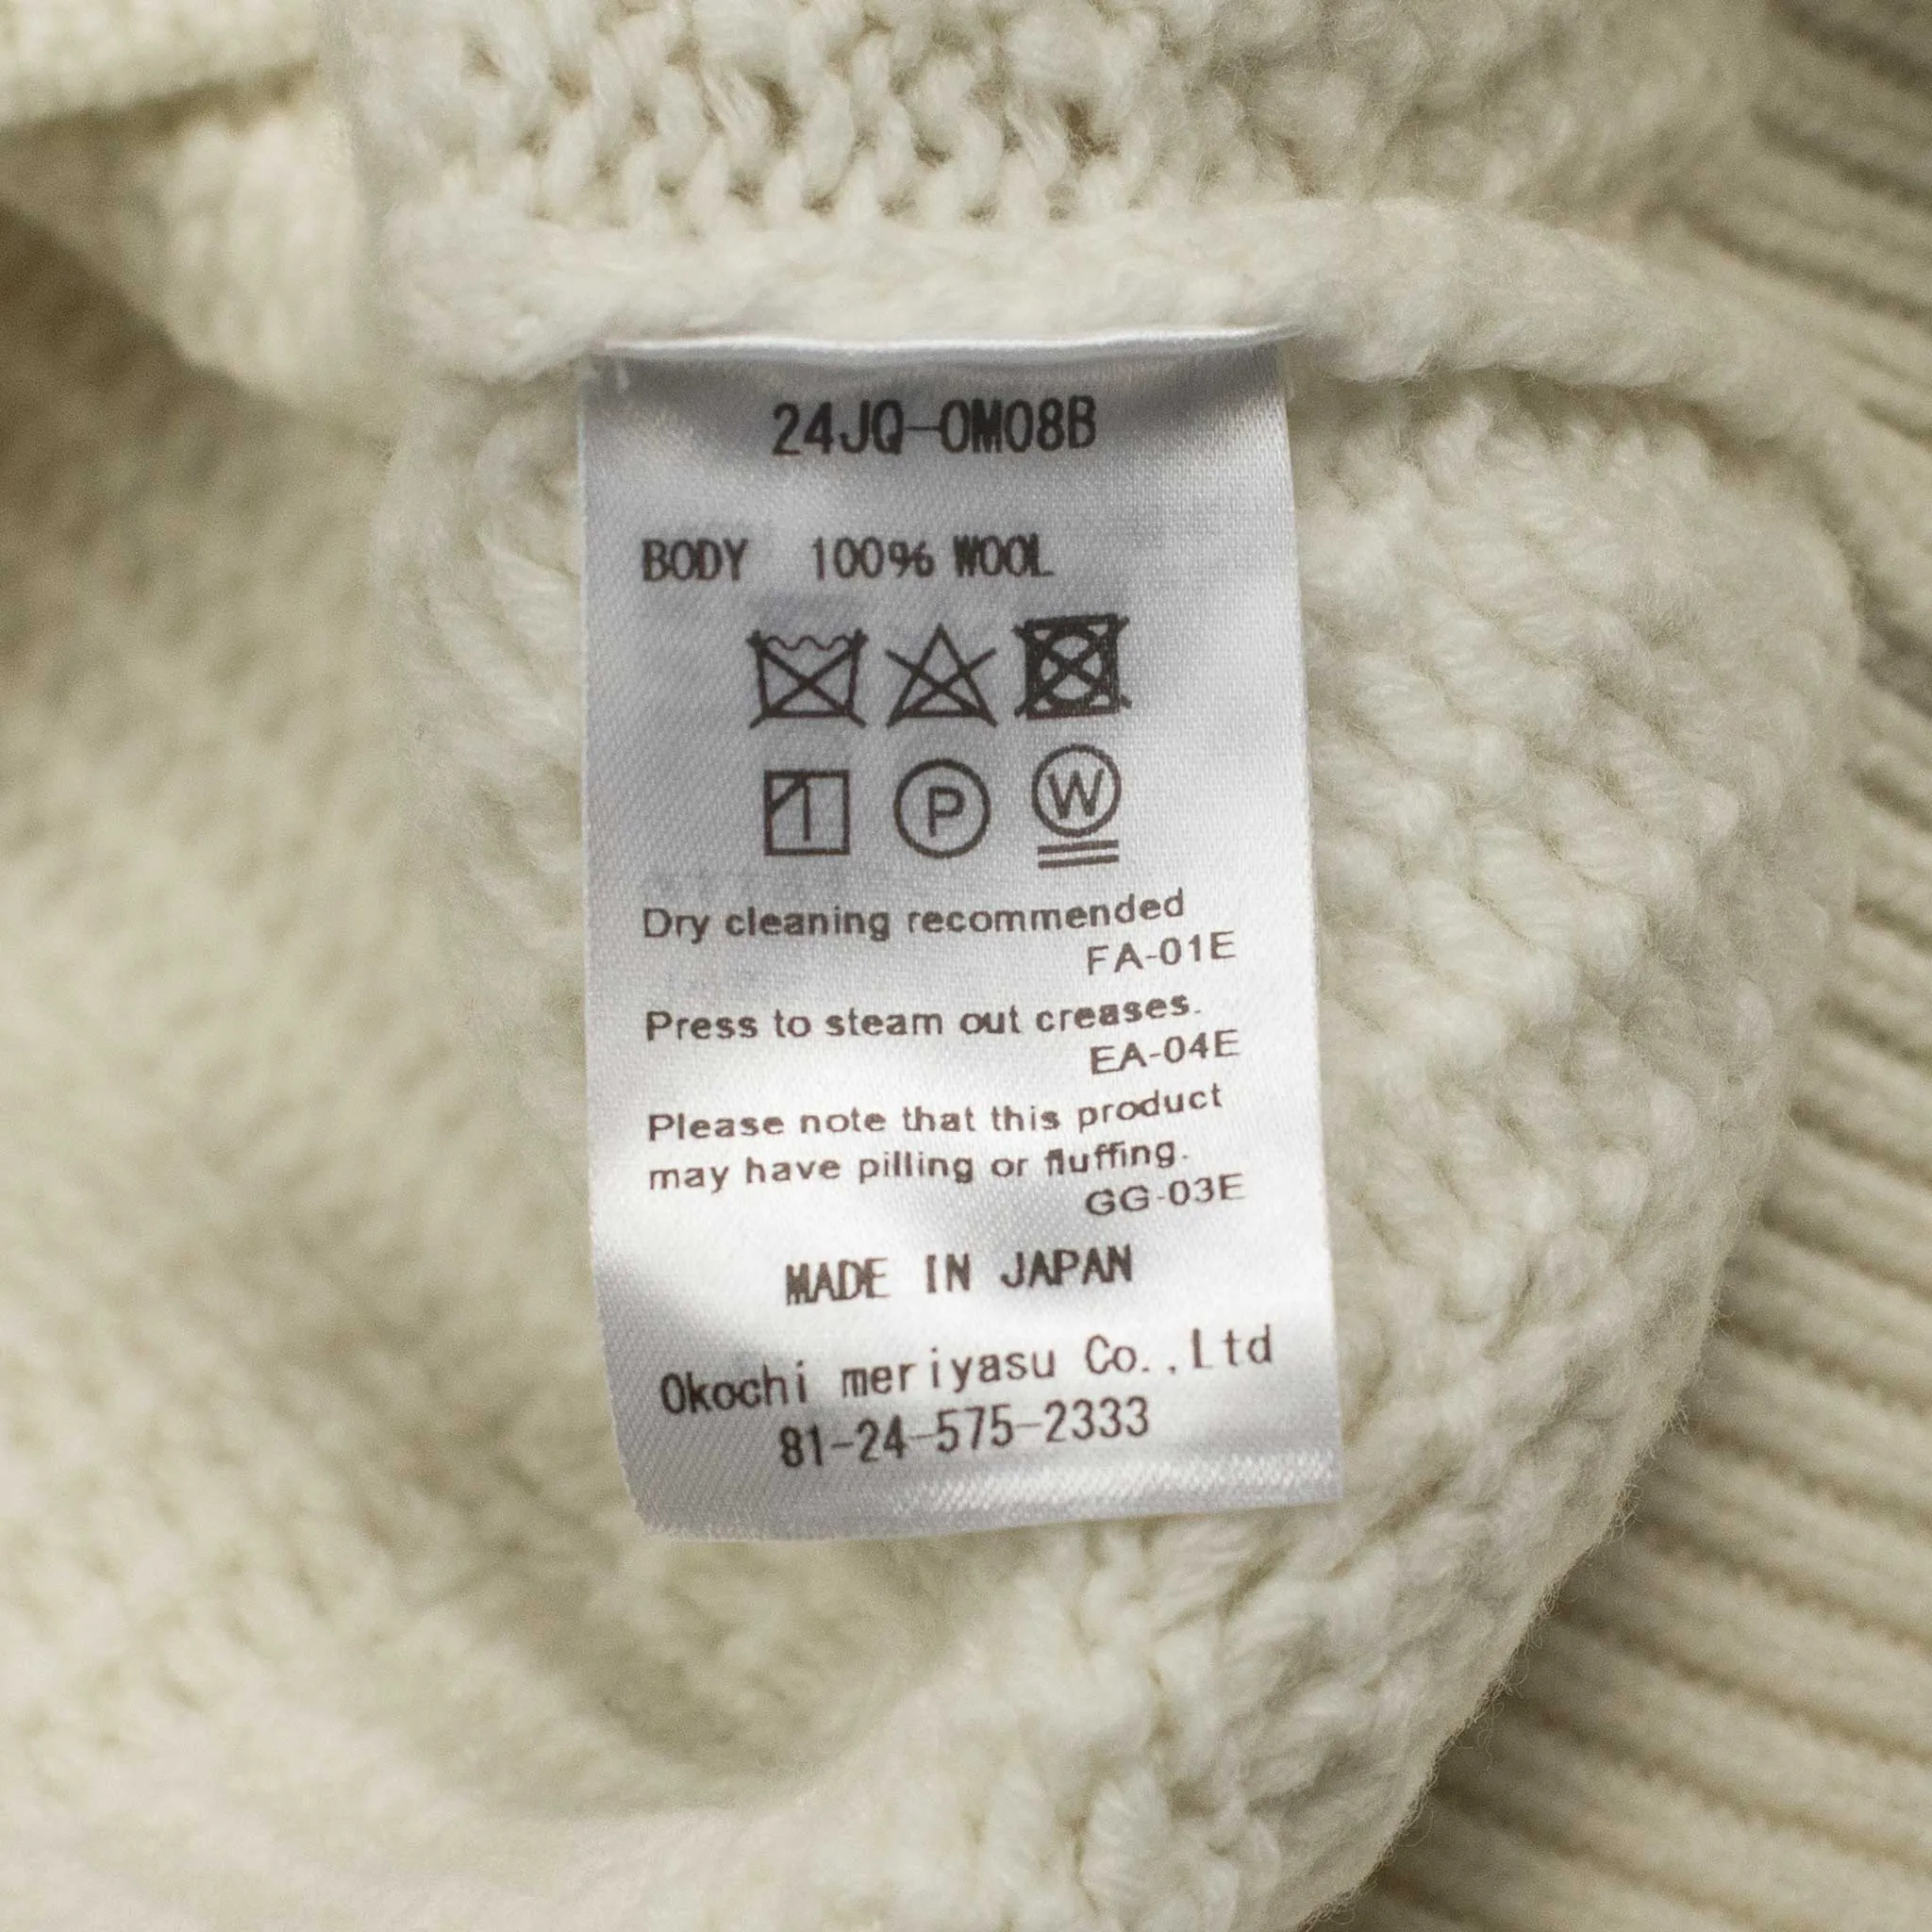 24JQ-OM08B
BODY 100% WOOL
P W
Dry cleaning recommended
FA-01E
Press to steam out creases.
EA-04E
Please note that this product
may have pilling or fluffing.
GG-03E
MADE IN JAPAN
Okochi meriyasu Co.,Ltd
81-24-575-2333